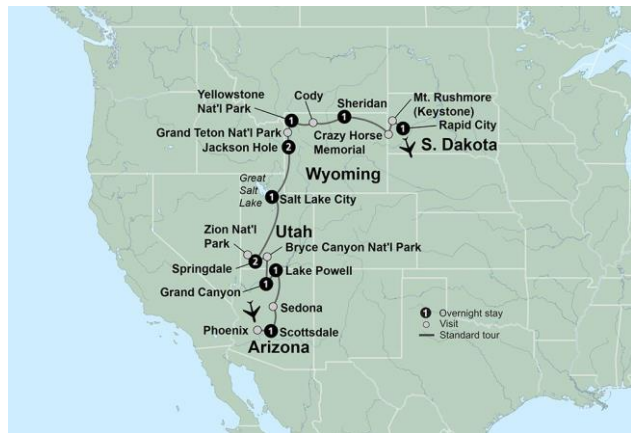 Yellowstone
Nat'l Park
Cody
Sheridan
Mt. Rushmore
(Keystone)
1
1
1
Rapid City
Grand Teton Nat'l Park
Crazy Horse
Memorial
Jackson Hole
2
S. Dakota
Wyoming
Great
Salt
Lake
1
Salt Lake City
Utah
Zion Nat'l
Park
Bryce Canyon Nat'l Park
Springdale
2
1
Lake Powell
Grand Canyon
1
Sedona
Phoenix
1
Scottsdale
Arizona
1 Overnight stay
Visit
Standard tour